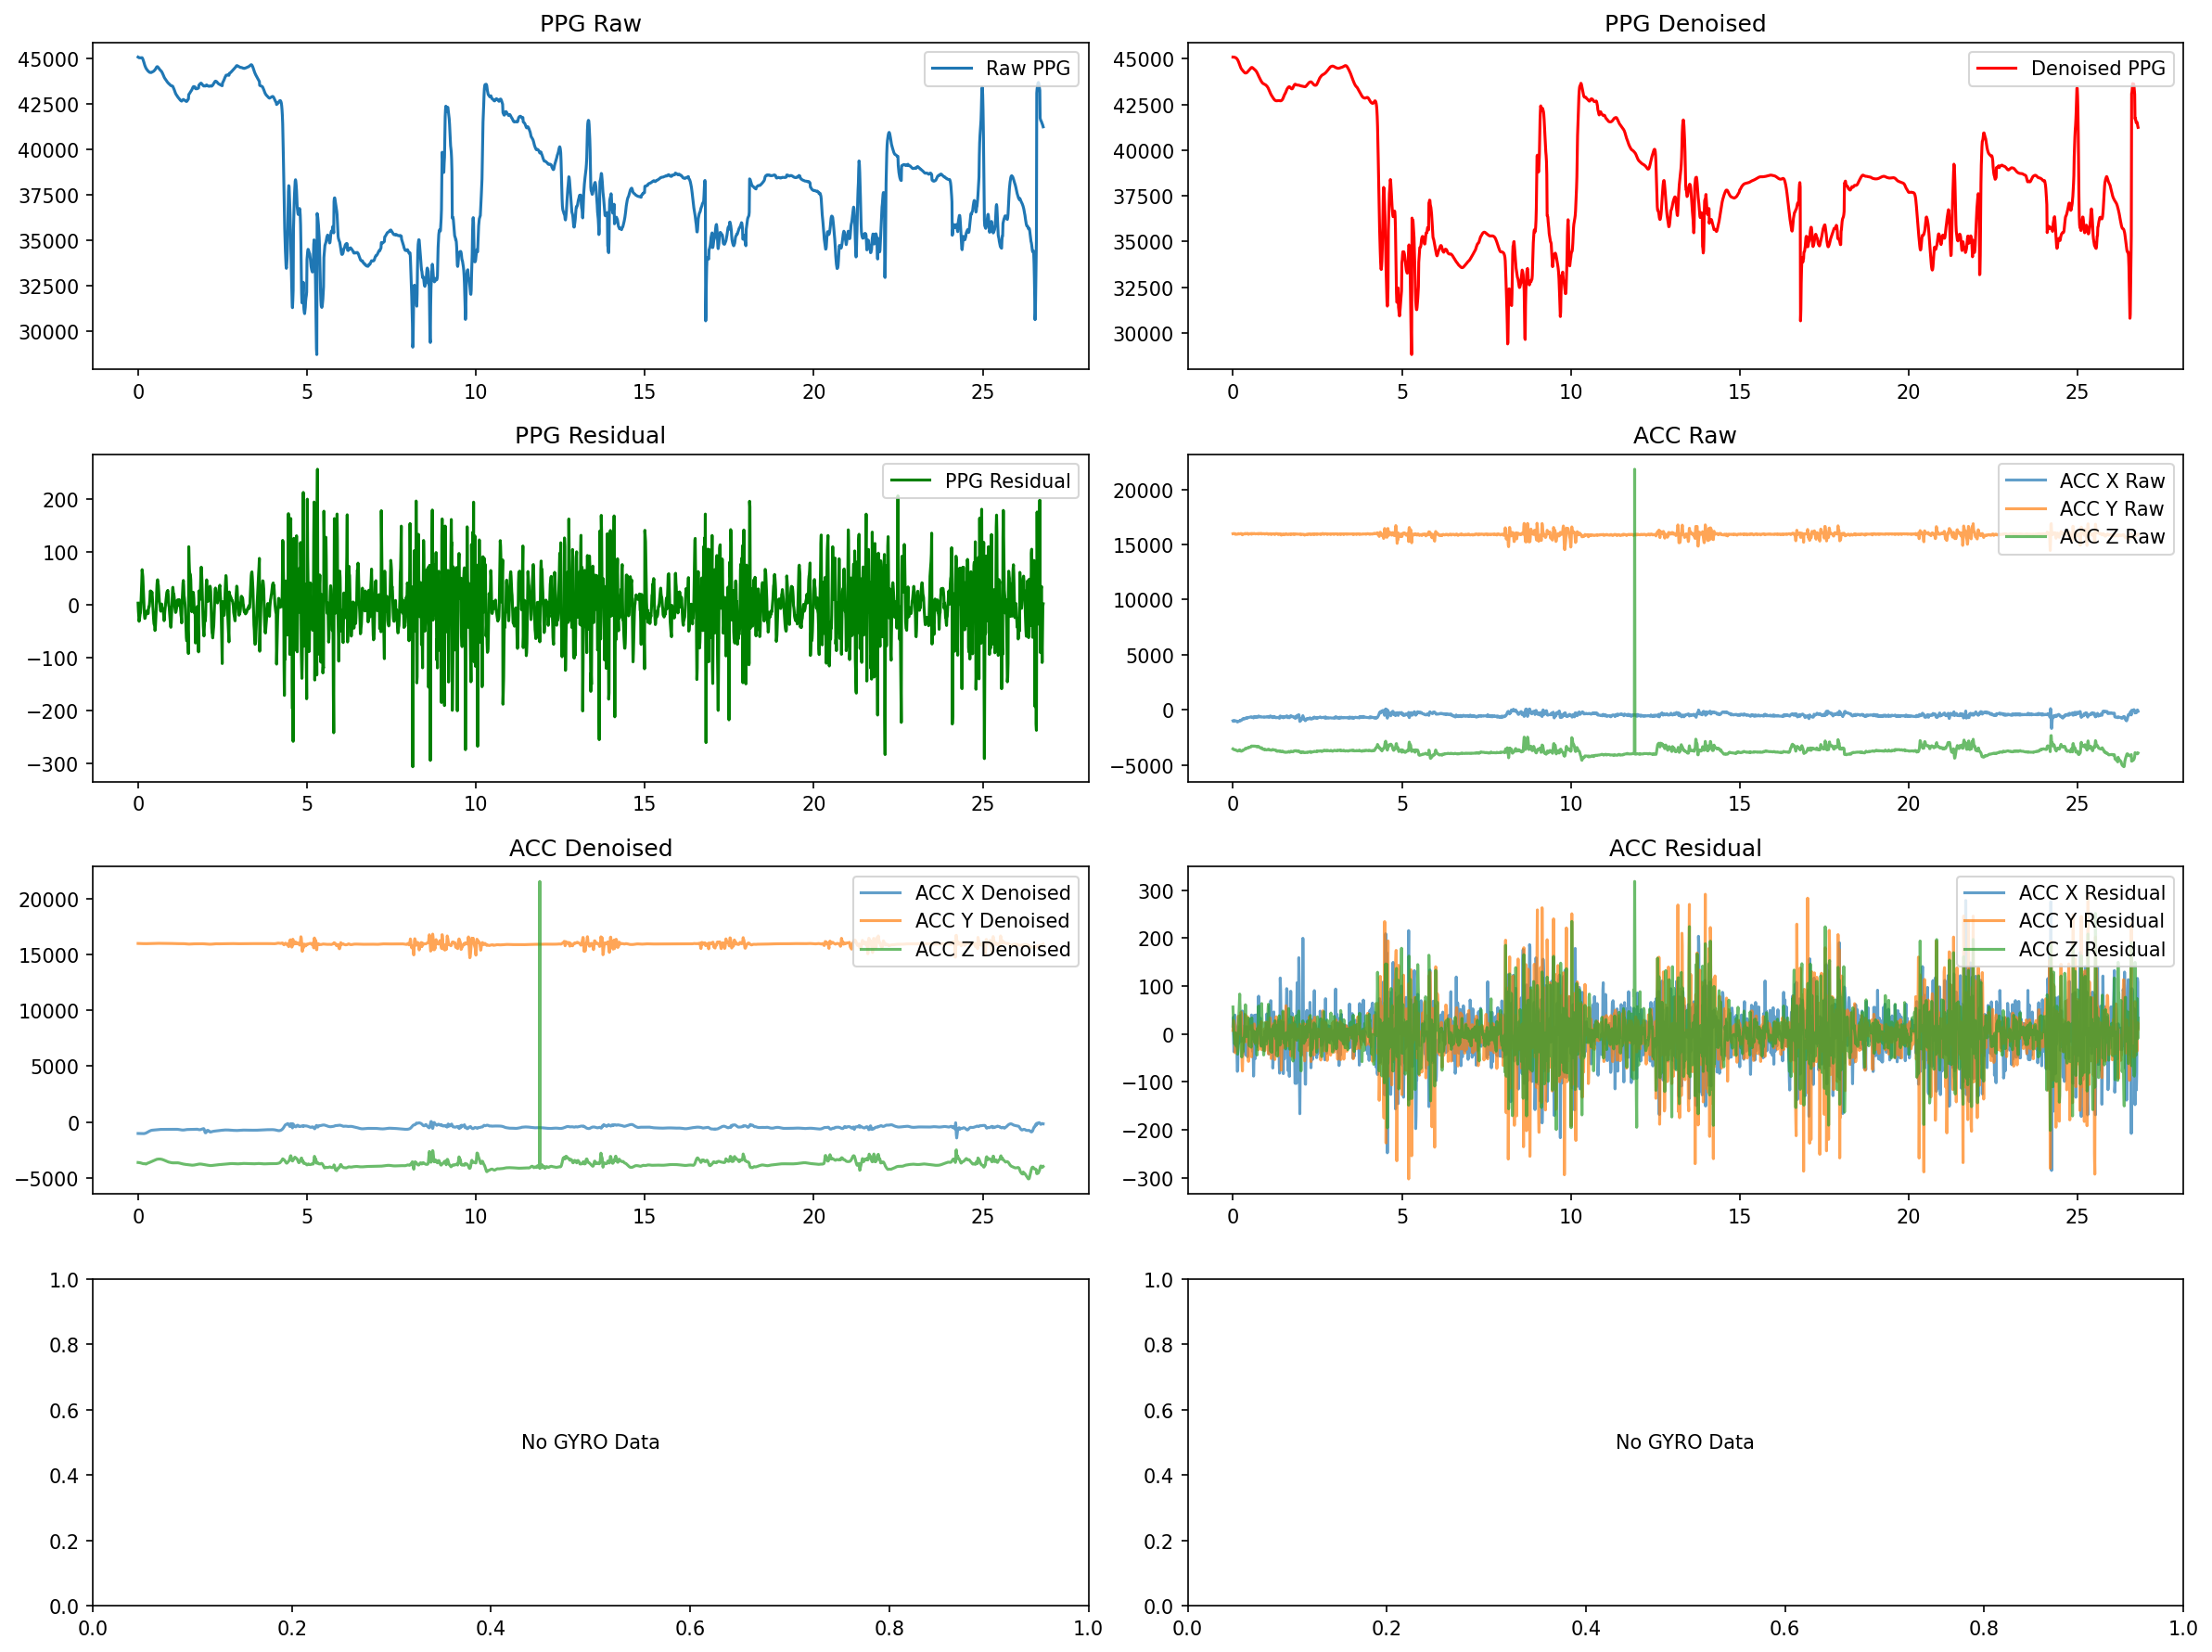 PPG Raw
45000
42500
40000
37500
35000
32500
30000
Raw PPG
0 5 10 15 20 25
PPG Denoised
45000
42500
40000
37500
35000
32500
30000
Denoised PPG
0 5 10 15 20 25
PPG Residual
200
100
0
−100
−200
−300
PPG Residual
0 5 10 15 20 25
ACC Raw
20000
15000
10000
5000
0
−5000
ACC X Raw
ACC Y Raw
ACC Z Raw
0 5 10 15 20 25
ACC Denoised
20000
15000
10000
5000
0
−5000
ACC X Denoised
ACC Y Denoised
ACC Z Denoised
0 5 10 15 20 25
ACC Residual
300
200
100
0
−100
−200
−300
ACC X Residual
ACC Y Residual
ACC Z Residual
0 5 10 15 20 25
1.0
0.8
0.6
0.4
0.2
0.0
No GYRO Data
0.0 0.2 0.4 0.6 0.8 1.0
1.0
0.8
0.6
0.4
0.2
0.0
No GYRO Data
0.0 0.2 0.4 0.6 0.8 1.0